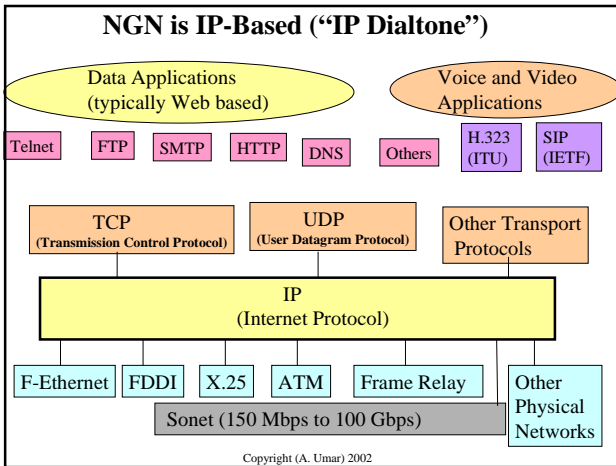 NGN is IP-Based (“IP Dialtone”)
Data Applications
(typically Web based)
Voice and Video
Applications
Telnet
FTP
SMTP
HTTP
DNS
Others
H.323
(ITU)
SIP
(IETF)
TCP
(Transmission Control Protocol)
UDP
(User Datagram Protocol)
Other Transport
Protocols
IP
(Internet Protocol)
F-Ethernet
FDDI
X.25
ATM
Frame Relay
Other
Physical
Networks
Sonet (150 Mbps to 100 Gbps)
Copyright (A. Umar) 2002